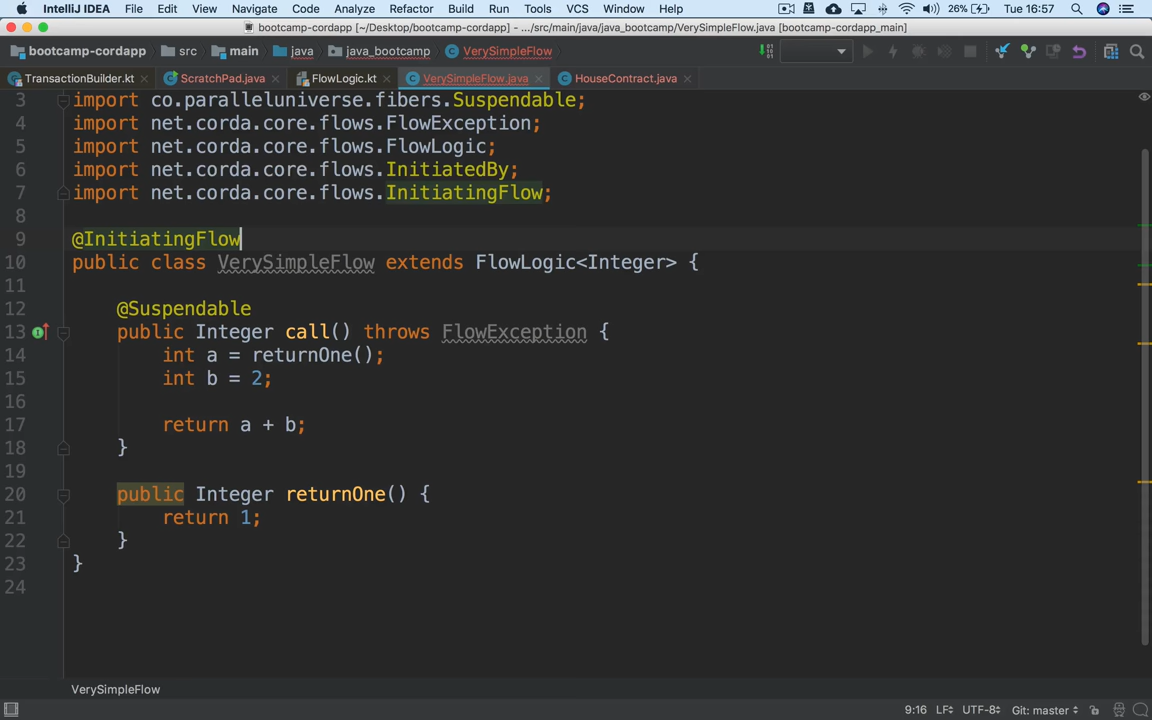 IntelliJ IDEA File Edit View Navigate Code Analyze Refactor Build Run Tools VCS Window Help 26% Tue 16:57
bootcamp-cordapp [~/Desktop/bootcamp-cordapp] - .../src/main/java/java_bootcamp/VerySimpleFlow.java [bootcamp-cordapp_main]
bootcamp-cordapp src main java java_bootcamp VerySimpleFlow
TransactionBuilder.kt ScratchPad.java FlowLogic.kt VerySimpleFlow.java HouseContract.java
3 import co.paralleluniverse.fibers.Suspendable;
4 import net.corda.core.flows.FlowException;
5 import net.corda.core.flows.FlowLogic;
6 import net.corda.core.flows.InitiatedBy;
7 import net.corda.core.flows.InitiatingFlow;
8
9 @InitiatingFlow
10 public class VerySimpleFlow extends FlowLogic<Integer> {
11
12 @Suspendable
13 public Integer call() throws FlowException {
14 int a = returnOne();
15 int b = 2;
16
17 return a + b;
18 }
19
20 public Integer returnOne() {
21 return 1;
22 }
23 }
24
VerySimpleFlow
9:16 LF UTF-8 Git: master